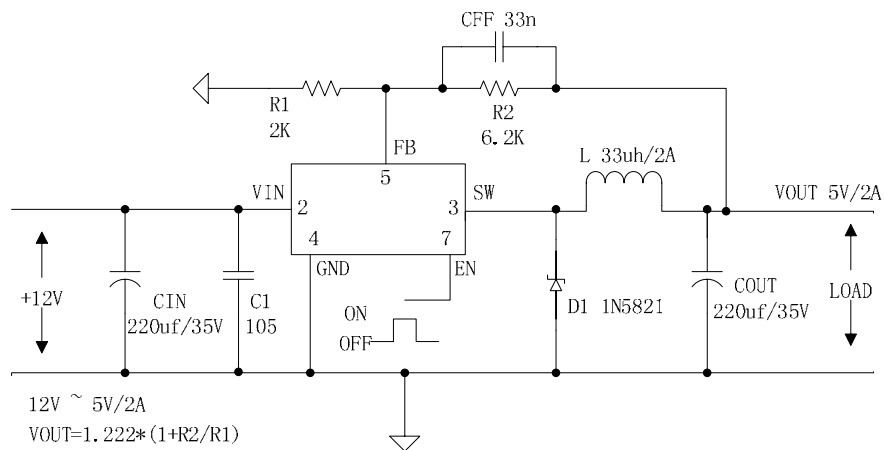 CFF 33n
R1
2K
R2
6.2K
FB
5
L 33uh/2A
VIN
2
3
SW
VOUT 5V/2A
4
7
GND
EN
+12V
CIN
220uf/35V
C1
105
ON
OFF
D1 1N5821
COUT
220uf/35V
LOAD
12V ~ 5V/2A
VOUT=1.222*(1+R2/R1)